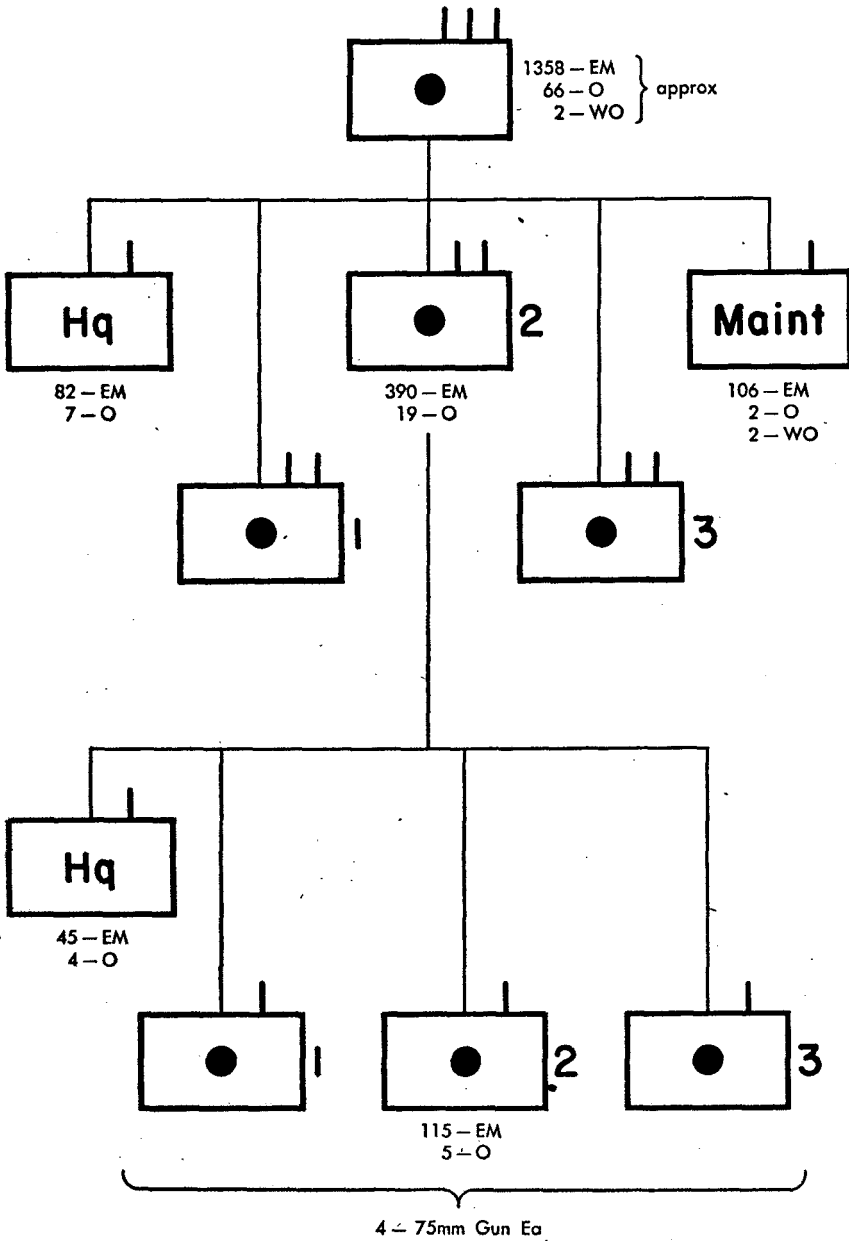 1358 – EM
66 – O
2 – WO
approx
Hq
2
Maint
82 – EM
7 – O
390 – EM
19 – O
106 – EM
2 – O
2 – WO
1
3
Hq
45 – EM
4 – O
1
2
3
115 – EM
5 – O
4 – 75mm Gun Ea